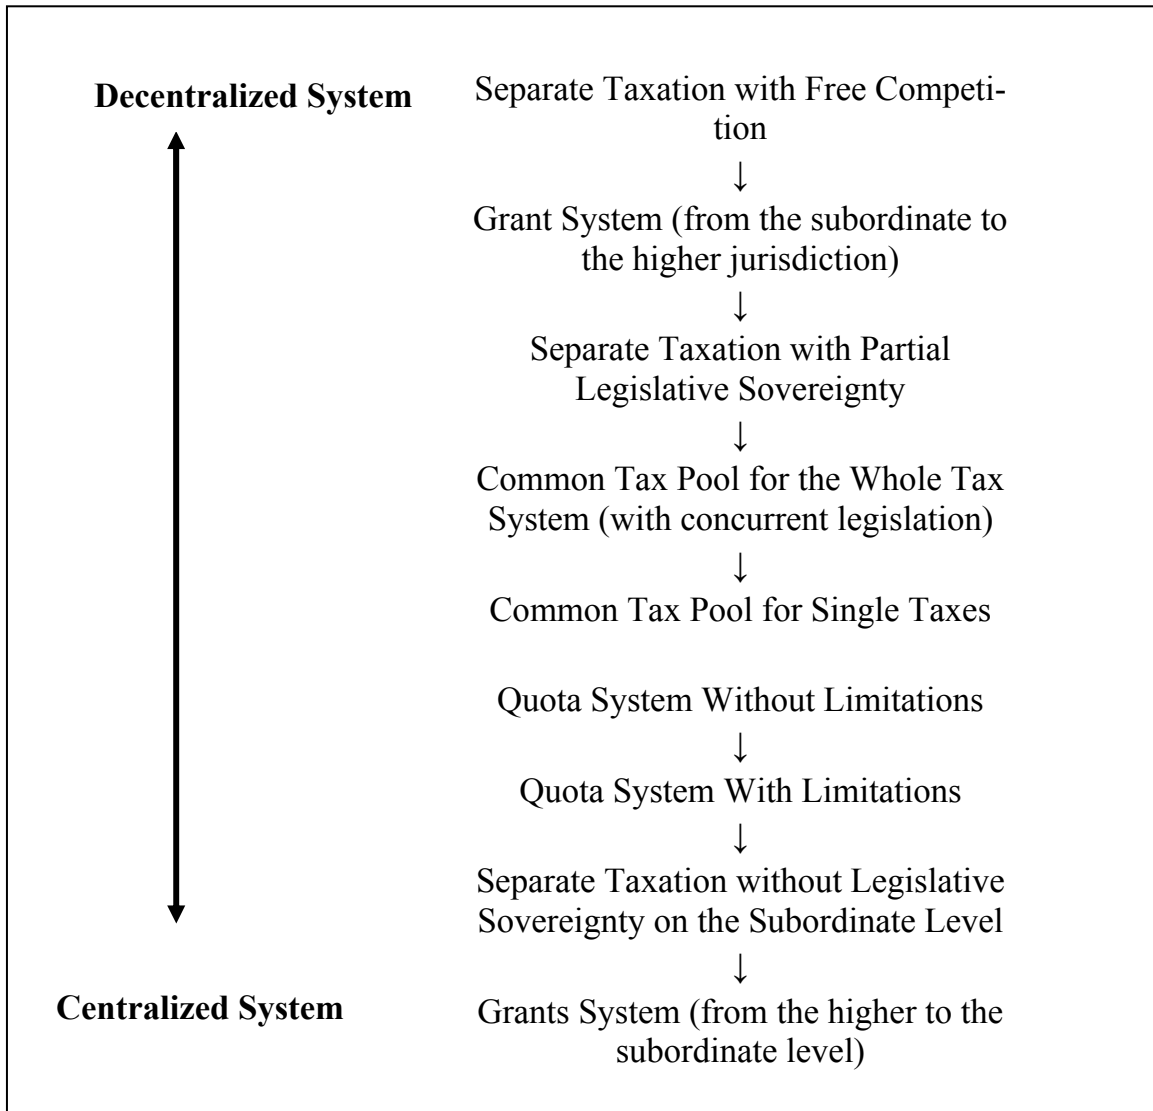 Decentralized System
Separate Taxation with Free Competi-
tion
↓
Grant System (from the subordinate to
the higher jurisdiction)
↓
Separate Taxation with Partial
Legislative Sovereignty
↓
Common Tax Pool for the Whole Tax
System (with concurrent legislation)
↓
Common Tax Pool for Single Taxes
Quota System Without Limitations
↓
Quota System With Limitations
↓
Separate Taxation without Legislative
Sovereignty on the Subordinate Level
↓
Centralized System
Grants System (from the higher to the
subordinate level)